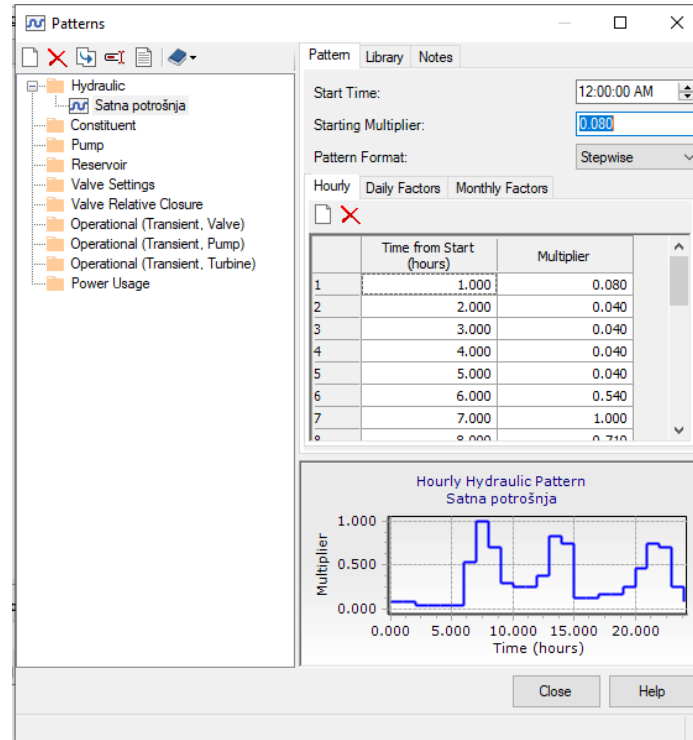 Patterns
Hydraulic
Satna potrošnja
Constituent
Pump
Reservoir
Valve Settings
Valve Relative Closure
Operational (Transient, Valve)
Operational (Transient, Pump)
Operational (Transient, Turbine)
Power Usage
Pattern Library Notes
Start Time: 12:00:00 AM
Starting Multiplier: 0.080
Pattern Format: Stepwise
Hourly Daily Factors Monthly Factors
Time from Start (hours) Multiplier
1 1.000 0.080
2 2.000 0.040
3 3.000 0.040
4 4.000 0.040
5 5.000 0.040
6 6.000 0.540
7 7.000 1.000
8 8.000 0.710
Hourly Hydraulic Pattern
Satna potrošnja
Multiplier
1.000
0.500
0.000
0.000 5.000 10.000 15.000 20.000
Time (hours)
Close Help